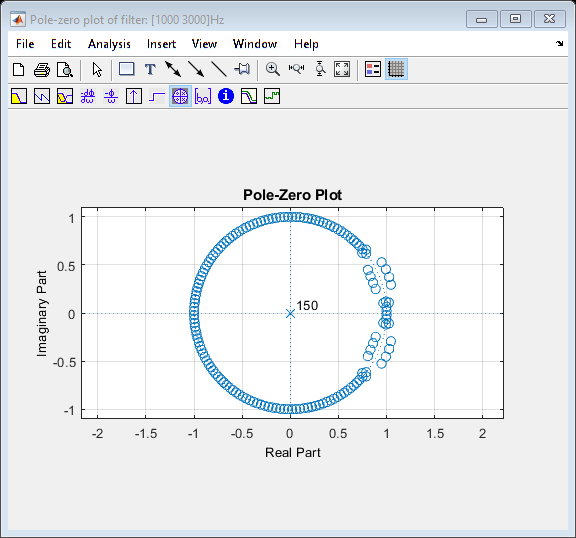 Pole-zero plot of filter: [1000 3000]Hz
File Edit Analysis Insert View Window Help
T
[b,a]
i
Pole-Zero Plot
1
0.5
0
-0.5
-1
150
Imaginary Part
-2 -1.5 -1 -0.5 0 0.5 1 1.5 2
Real Part